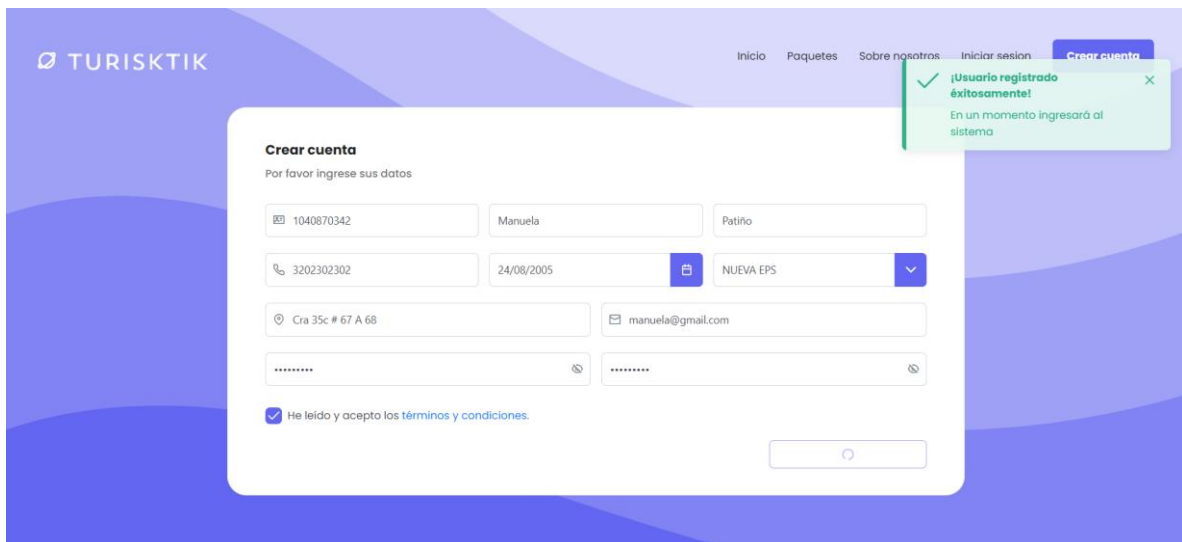 TURISKTIK
Inicio Paquetes Sobre nosotros Iniciar sesion Crear cuenta
¡Usuario registrado
éxitosamente!
En un momento ingresará al
sistema
Crear cuenta
Por favor ingrese sus datos
1040870342 Manuela Patiño
3202302302 24/08/2005 NUEVA EPS
Cra 35c # 67 A 68 manuela@gmail.com
••••••••• •••••••••
He leido y acepto los términos y condiciones.